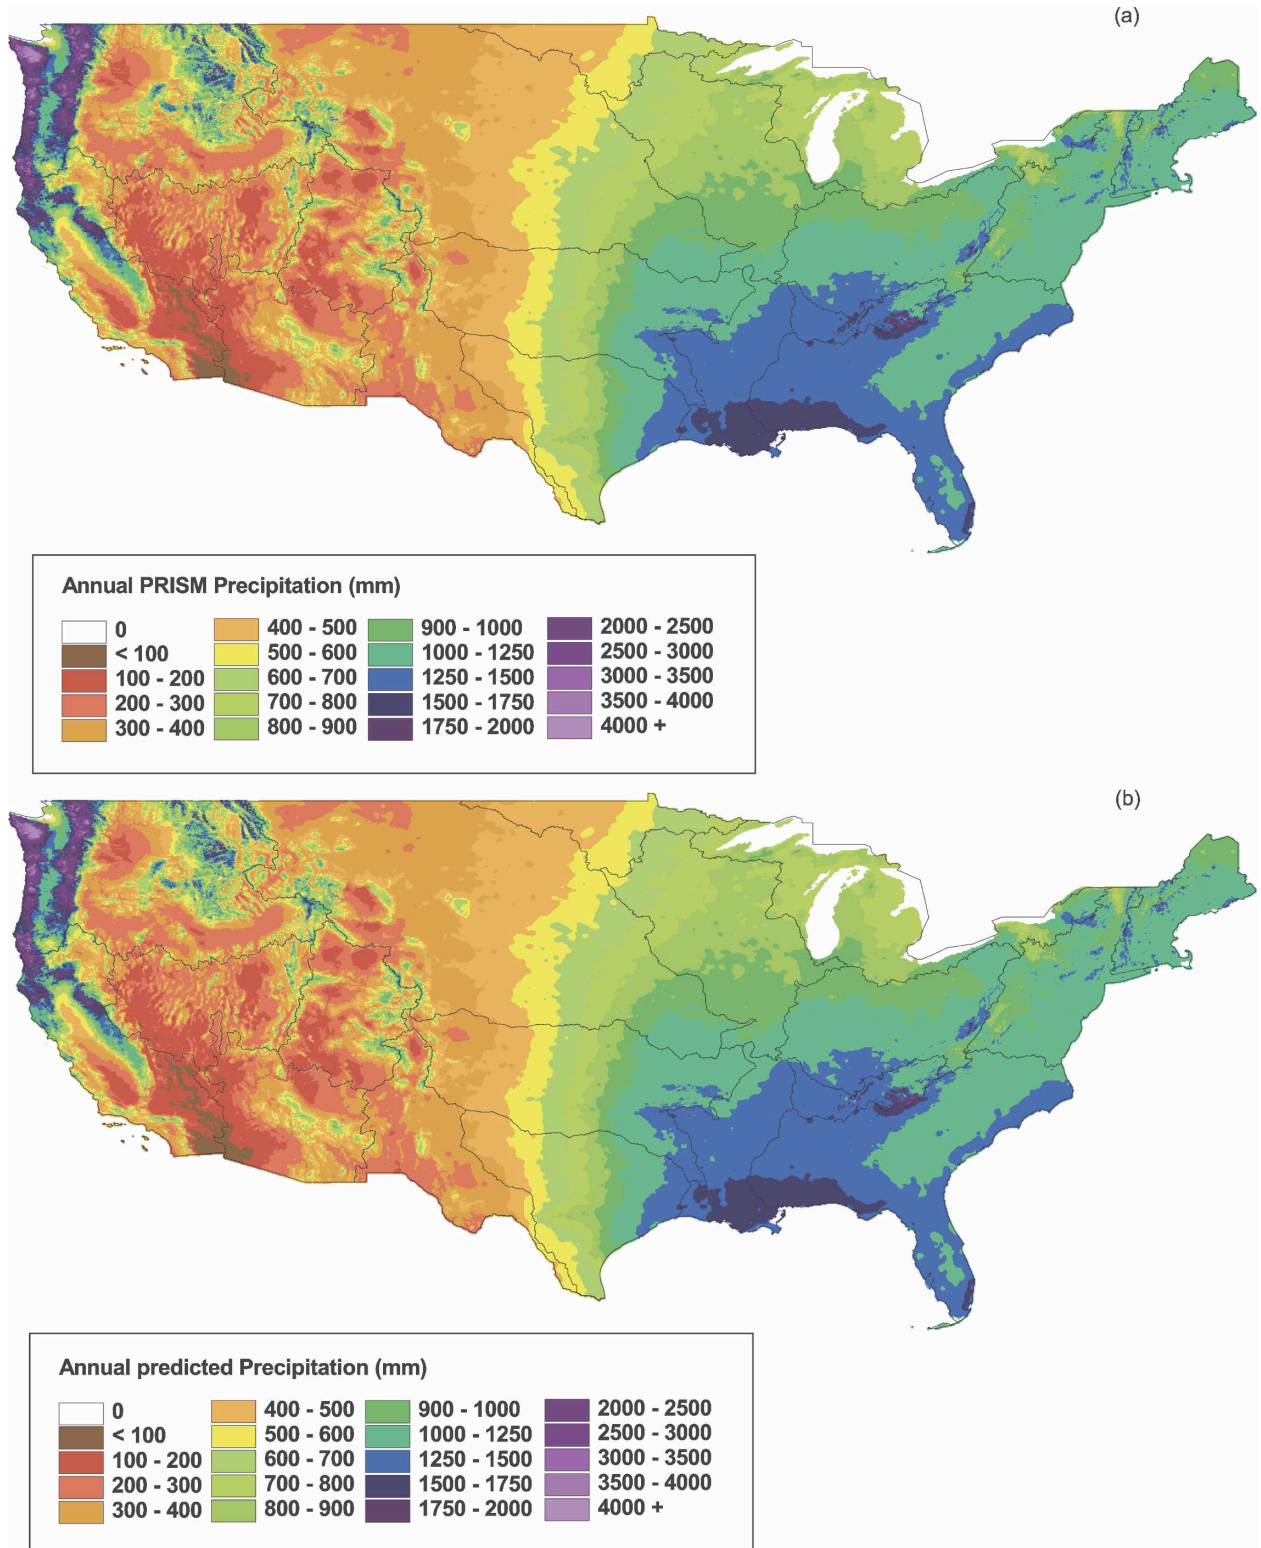 (a)
Annual PRISM Precipitation (mm)
0 400 - 500 900 - 1000 2000 - 2500
< 100 500 - 600 1000 - 1250 2500 - 3000
100 - 200 600 - 700 1250 - 1500 3000 - 3500
200 - 300 700 - 800 1500 - 1750 3500 - 4000
300 - 400 800 - 900 1750 - 2000 4000 +
(b)
Annual predicted Precipitation (mm)
0 400 - 500 900 - 1000 2000 - 2500
< 100 500 - 600 1000 - 1250 2500 - 3000
100 - 200 600 - 700 1250 - 1500 3000 - 3500
200 - 300 700 - 800 1500 - 1750 3500 - 4000
300 - 400 800 - 900 1750 - 2000 4000 +